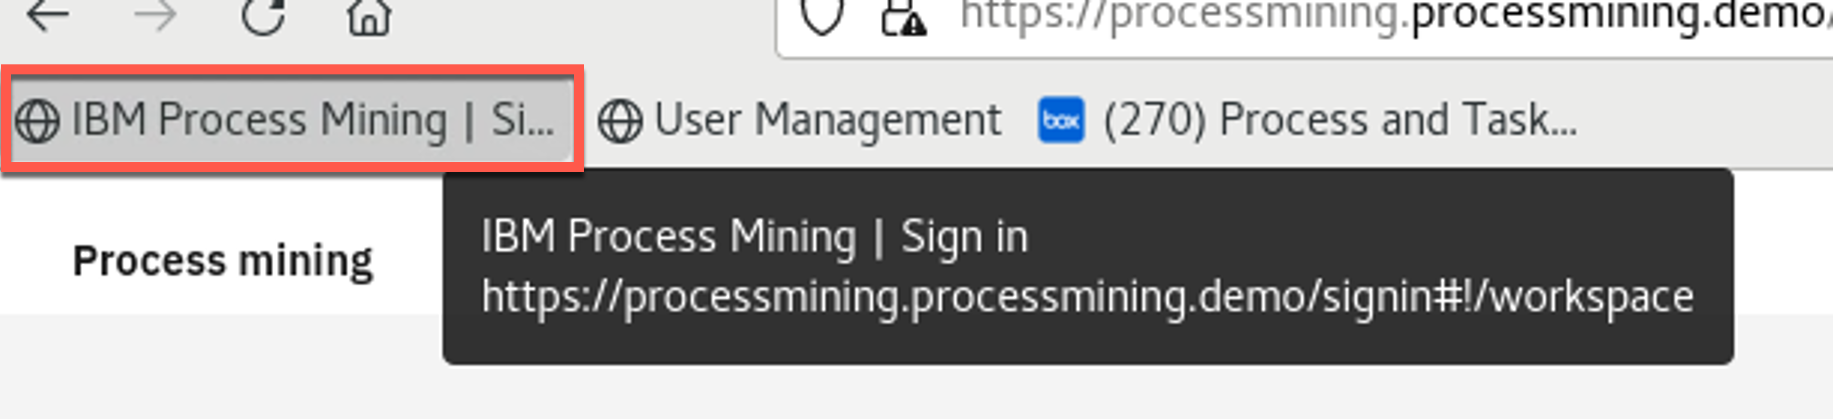 https://processmining.processmining.demo/
IBM Process Mining | Si...
User Management
box
(270) Process and Task...
IBM Process Mining | Sign in
https://processmining.processmining.demo/signin#!/workspace
Process mining